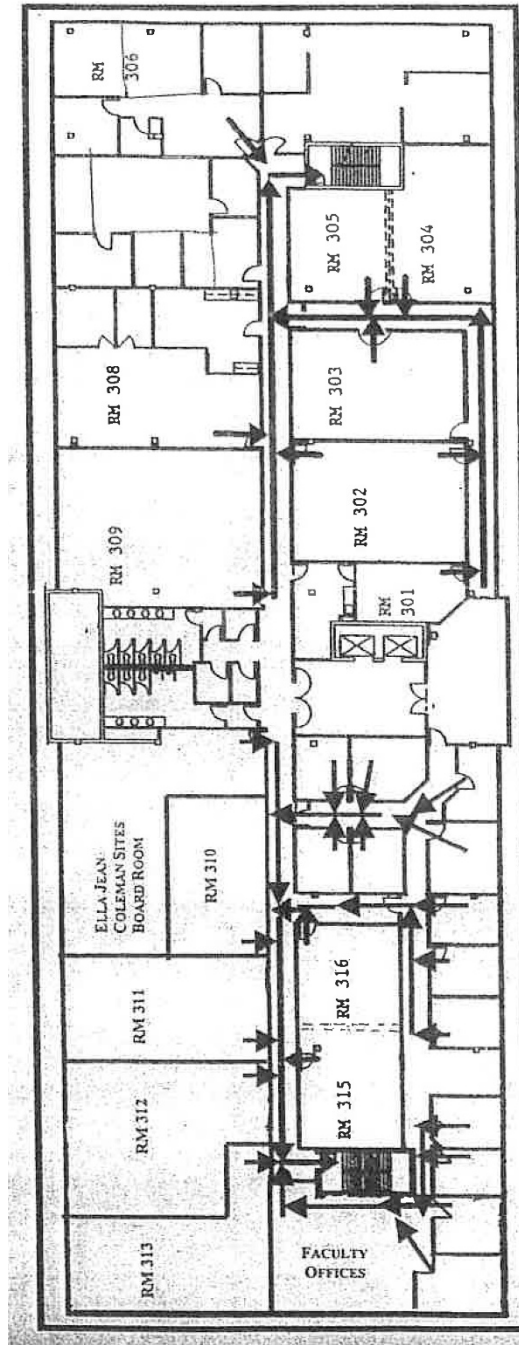 RM
306
RM 305
RM 304
RM 308
RM 303
RM 309
RM 302
RM
301
ELLA JEAN
COLEMAN SITES
BOARD ROOM
RM 310
RM 311
RM 316
RM 312
RM 315
RM 313
FACULTY
OFFICES